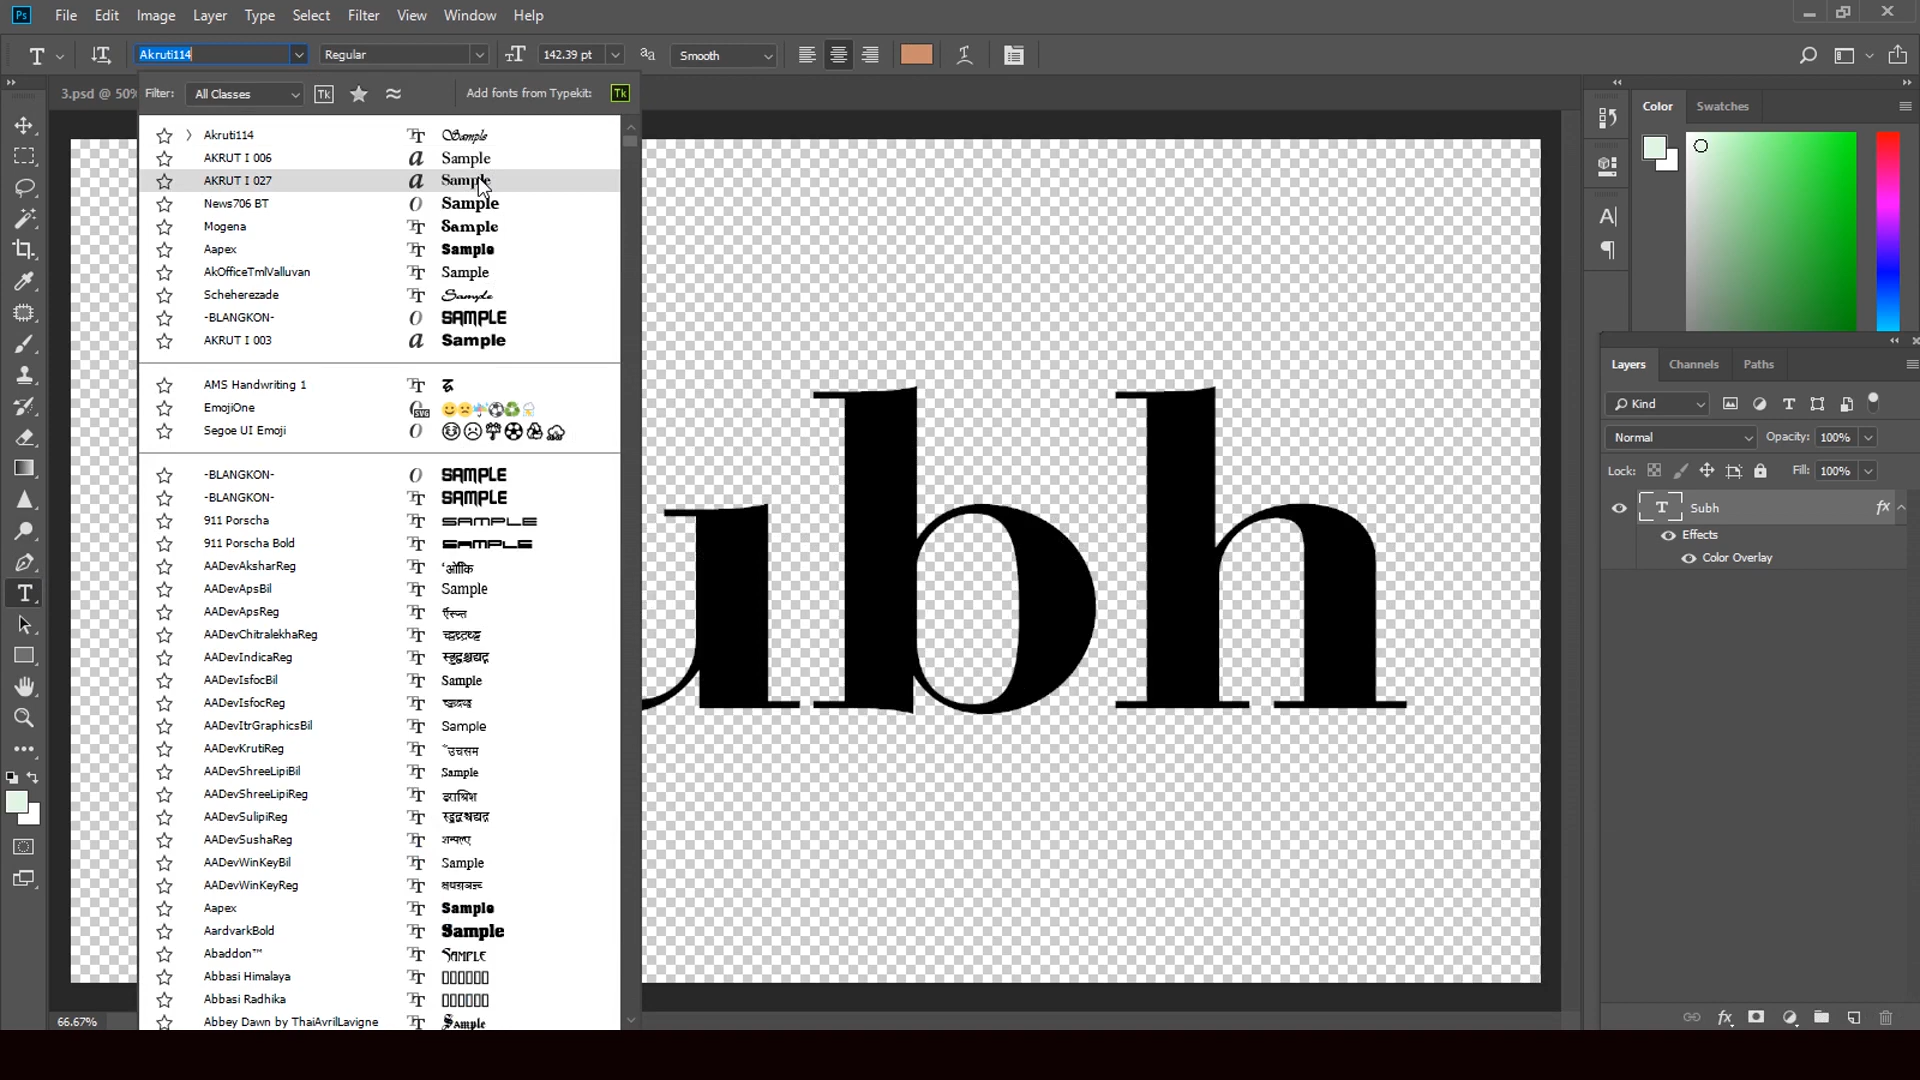 Ps File Edit Image Layer Type Select Filter View Window Help
T Akruti114 Regular 142.39 pt Smooth
3.psd @ 50% Filter: All Classes Tk Add fonts from Typekit: Tk
Color Swatches
Akruti114 Sample
AKRUT I 006 Sample
AKRUT I 027 Sample
News706 BT Sample
Mogena Sample
Aapex Sample
AkOfficeTmlValluvan Sample
Scheherezade Sample
-BLANGKON- SAMPLE
AKRUT I 003 Sample
AMS Handwriting 1
EmojiOne
Segoe UI Emoji
-BLANGKON- SAMPLE
-BLANGKON- SAMPLE
911 Porscha SAMPLE
911 Porscha Bold SAMPLE
AADevAksharReg
AADevApsBil Sample
AADevApsReg
AADevChitralekhaReg
AADevIndicaReg
AADevIsfocBil Sample
AADevIsfocReg
AADevItrGraphicsBil Sample
AADevKrutiReg
AADevShreeLipiBil Sample
AADevShreeLipiReg
AADevSulipiReg
AADevSushaReg
AADevWinKeyBil Sample
AADevWinKeyReg
Aapex Sample
AardvarkBold Sample
Abaddon™ SAMPLE
Abbasi Himalaya
Abbasi Radhika
Abbey Dawn by ThaiAvrilLavigne SAMPLE
ubh
Layers Channels Paths
Kind
Normal Opacity: 100%
Lock: Fill: 100%
T Subh fx
Effects
Color Overlay
66.67%